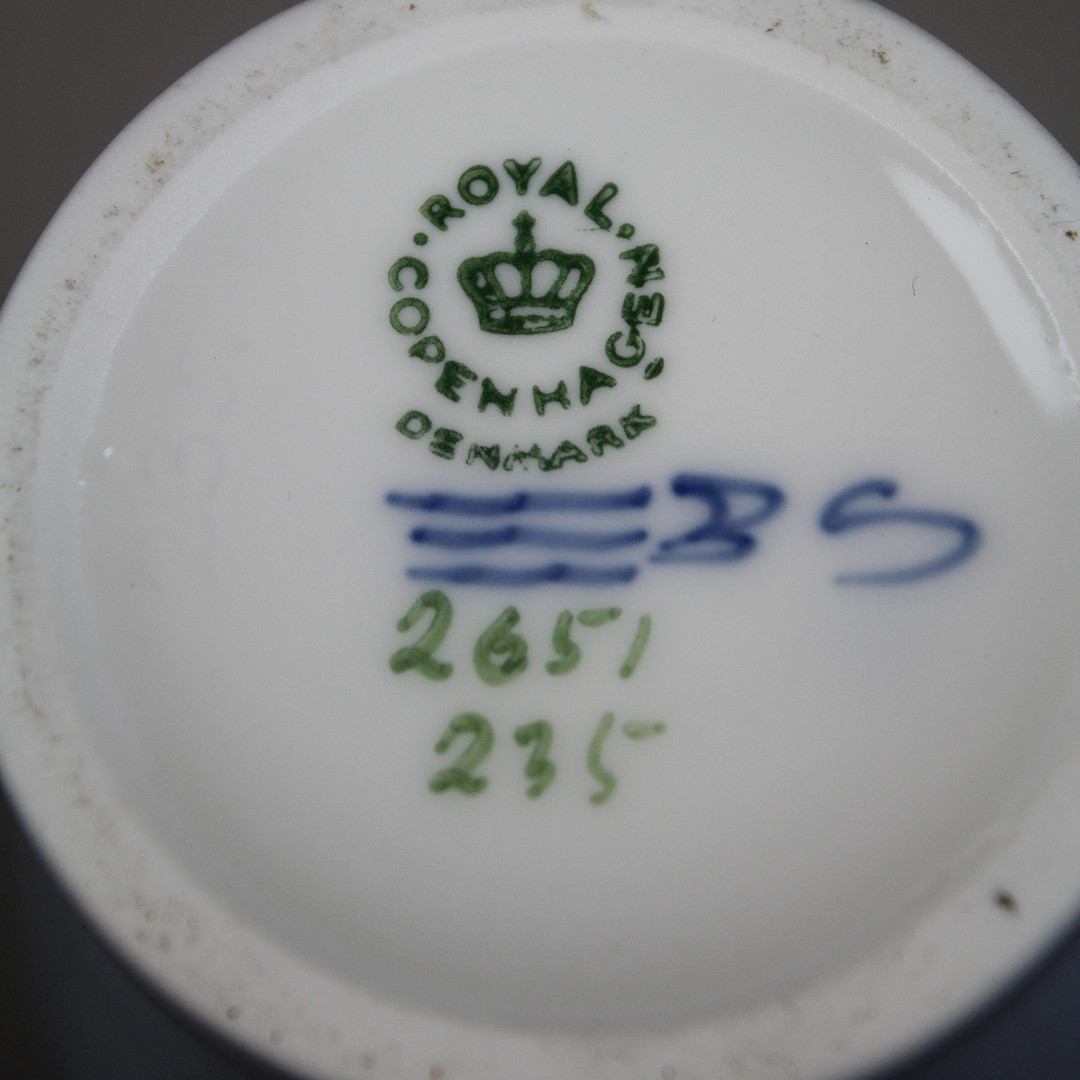 ROYAL
COPENHAGEN
DENMARK
BS
2651
235